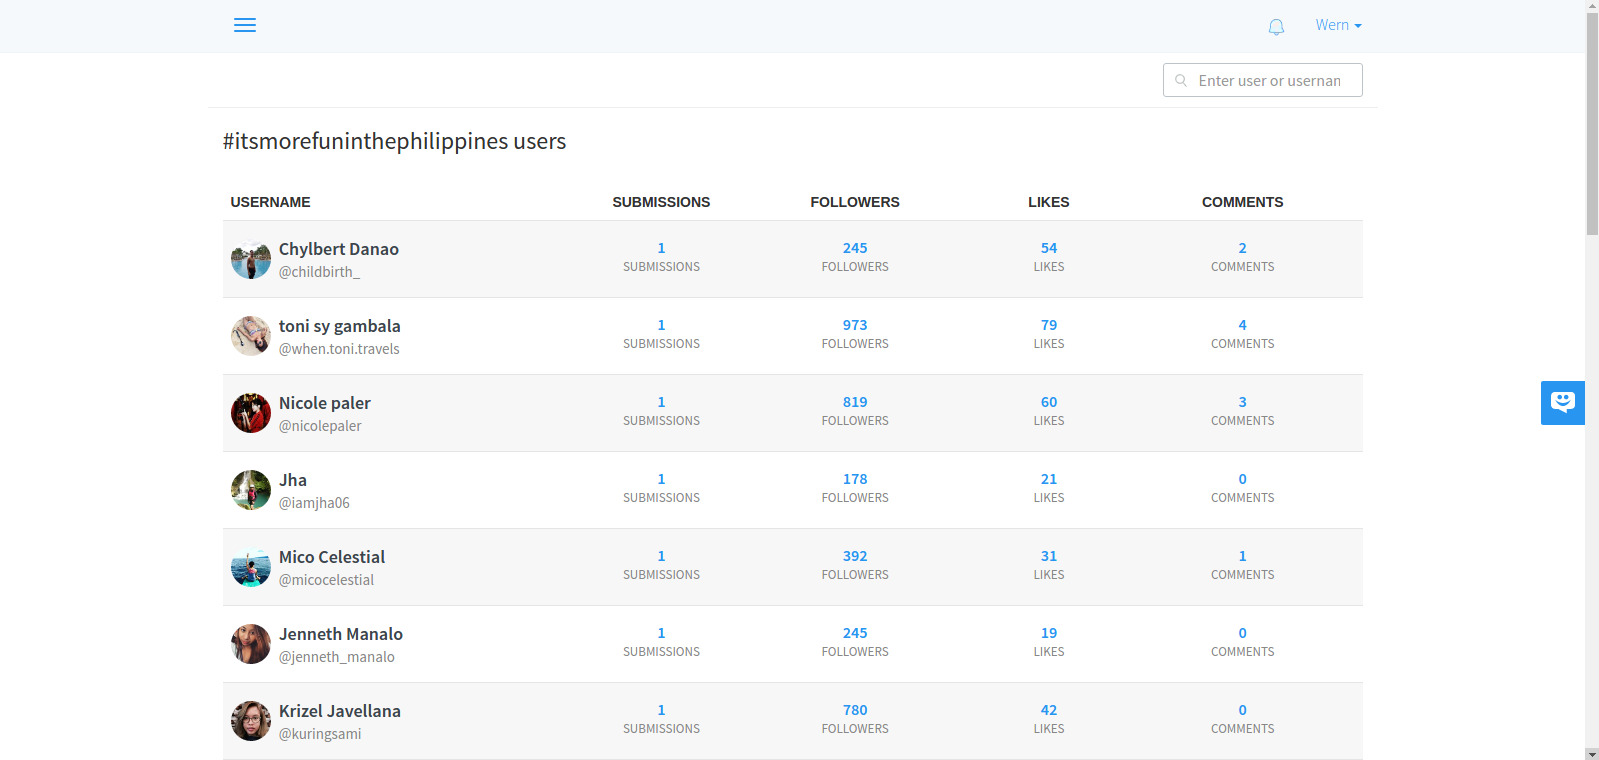 Wern
Enter user or usernan
#itsmorefuninthephilippines users
USERNAME SUBMISSIONS FOLLOWERS LIKES COMMENTS
Chylbert Danao 1 245 54 2
@childbirth_ SUBMISSIONS FOLLOWERS LIKES COMMENTS
toni sy gambala 1 973 79 4
@when.toni.travels SUBMISSIONS FOLLOWERS LIKES COMMENTS
Nicole paler 1 819 60 3
@nicolepaler SUBMISSIONS FOLLOWERS LIKES COMMENTS
Jha 1 178 21 0
@iamjha06 SUBMISSIONS FOLLOWERS LIKES COMMENTS
Mico Celestial 1 392 31 1
@micocelestial SUBMISSIONS FOLLOWERS LIKES COMMENTS
Jenneth Manalo 1 245 19 0
@jenneth_manalo SUBMISSIONS FOLLOWERS LIKES COMMENTS
Krizel Javellana 1 780 42 0
@kuringsami SUBMISSIONS FOLLOWERS LIKES COMMENTS